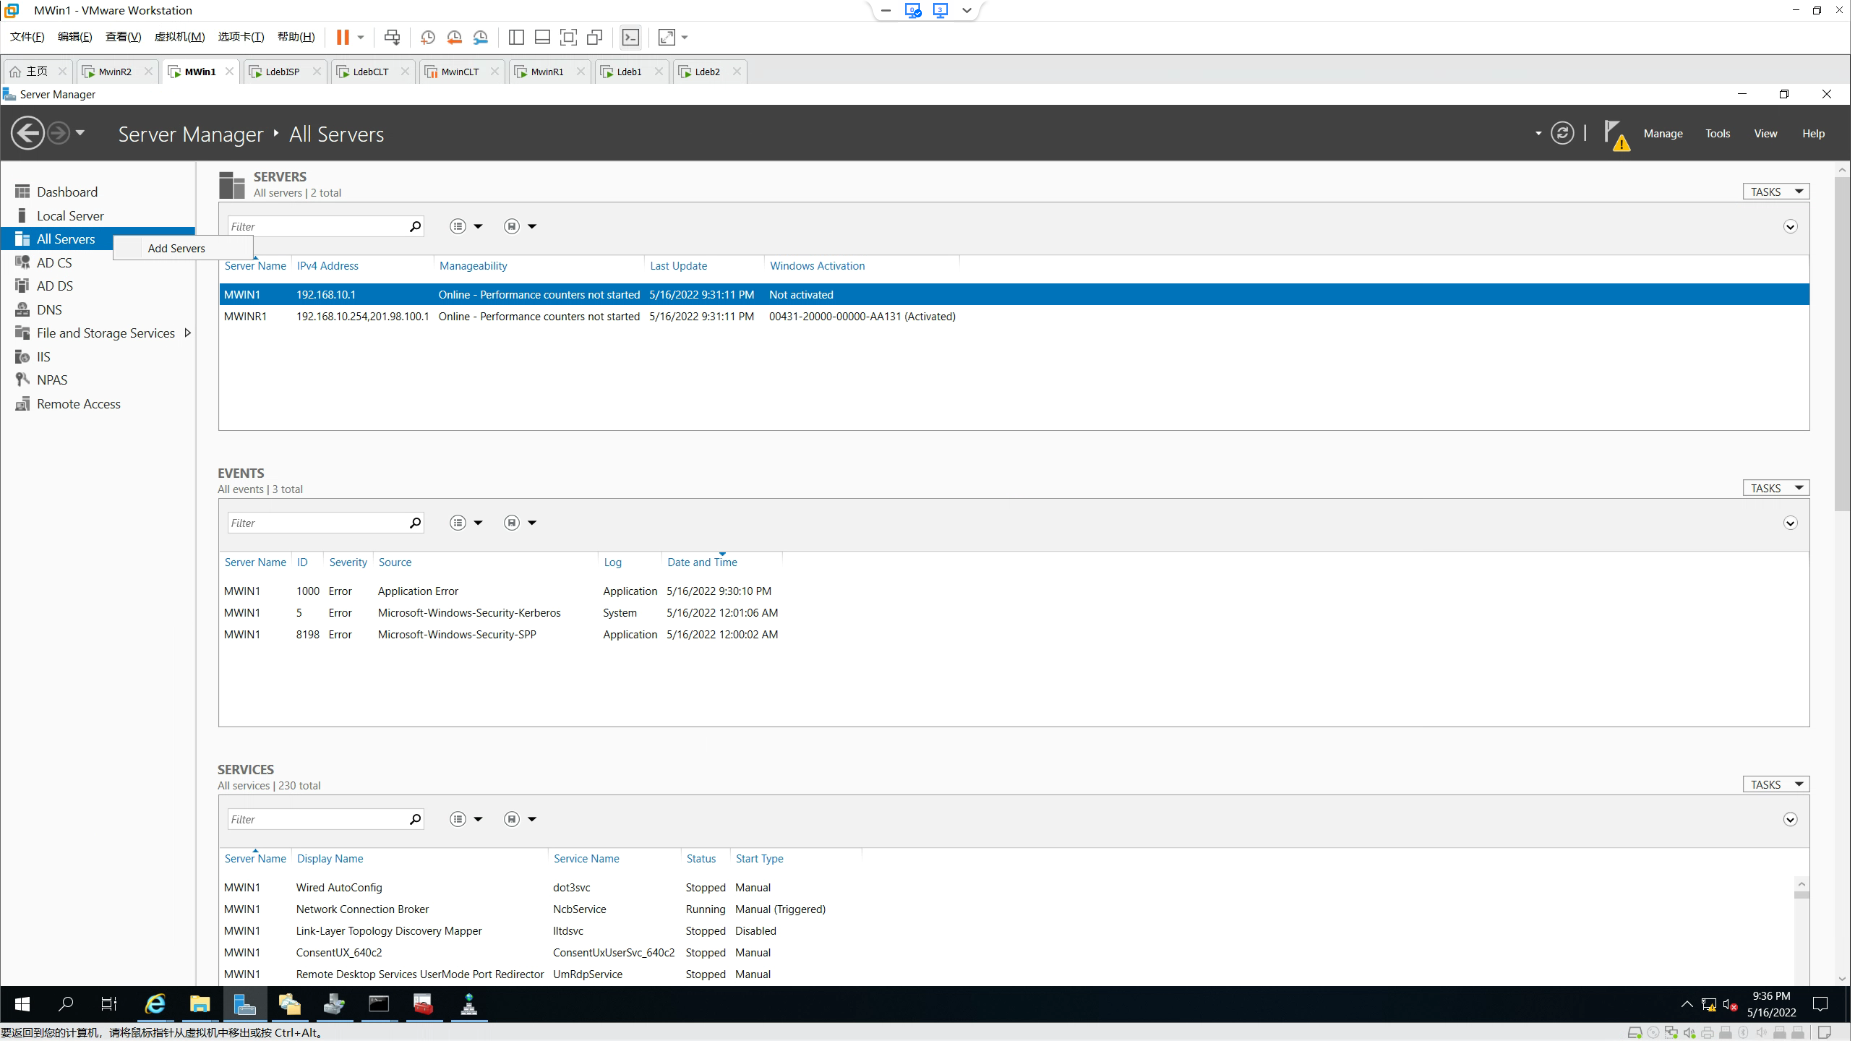 MWin1 - VMware Workstation
文件(F) 编辑(E) 查看(V) 虚拟机(M) 选项卡(T) 帮助(H)
主页 MwinR2 MWin1 LdebISP LdebCLT MwinCLT MwinR1 Ldeb1 Ldeb2
Server Manager
Server Manager All Servers
Manage Tools View Help
Dashboard
Local Server
All Servers
Add Servers
AD CS
AD DS
DNS
File and Storage Services
IIS
NPAS
Remote Access
SERVERS
All servers | 2 total
TASKS
Filter
Server Name IPv4 Address Manageability Last Update Windows Activation
MWIN1 192.168.10.1 Online - Performance counters not started 5/16/2022 9:31:11 PM Not activated
MWINR1 192.168.10.254,201.98.100.1 Online - Performance counters not started 5/16/2022 9:31:11 PM 00431-20000-00000-AA131 (Activated)
EVENTS
All events | 3 total
TASKS
Filter
Server Name ID Severity Source Log Date and Time
MWIN1 1000 Error Application Error Application 5/16/2022 9:30:10 PM
MWIN1 5 Error Microsoft-Windows-Security-Kerberos System 5/16/2022 12:01:06 AM
MWIN1 8198 Error Microsoft-Windows-Security-SPP Application 5/16/2022 12:00:02 AM
SERVICES
All services | 230 total
TASKS
Filter
Server Name Display Name Service Name Status Start Type
MWIN1 Wired AutoConfig dot3svc Stopped Manual
MWIN1 Network Connection Broker NcbService Running Manual (Triggered)
MWIN1 Link-Layer Topology Discovery Mapper lltdsvc Stopped Disabled
MWIN1 ConsentUX_640c2 ConsentUxUserSvc_640c2 Stopped Manual
MWIN1 Remote Desktop Services UserMode Port Redirector UmRdpService Stopped Manual
9:36 PM
5/16/2022
要返回到您的计算机，请将鼠标指针从虚拟机中移出或按 Ctrl+Alt。